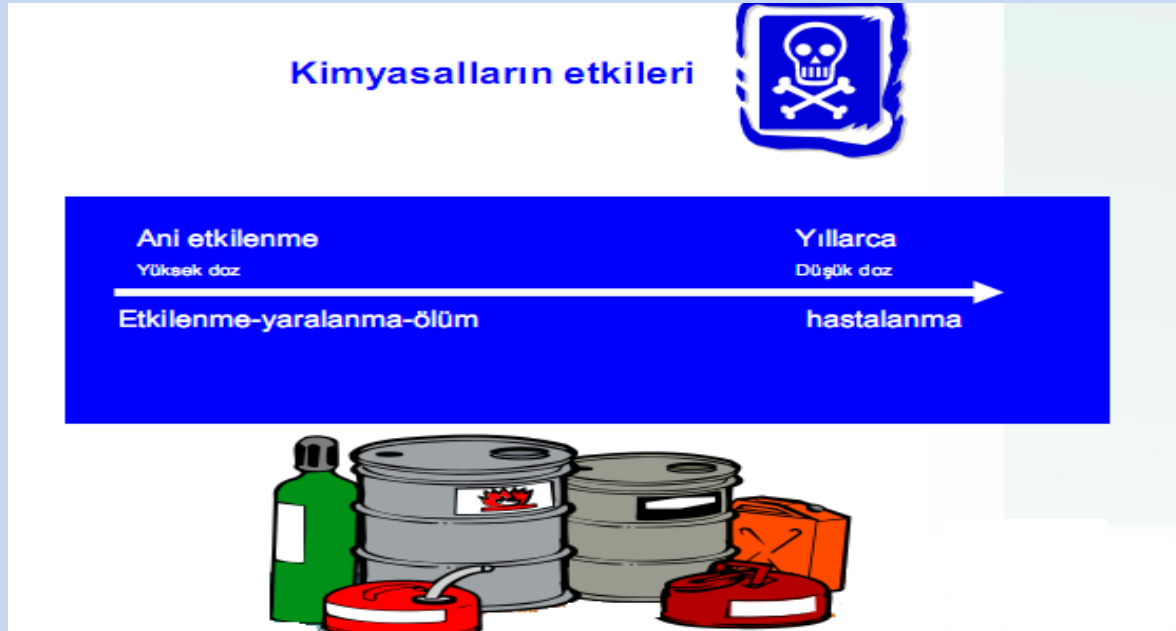 Kimyasalların etkileri
Ani etkilenme
Yıllarca
Yüksek doz
Düşük doz
Etkilenme-yaralanma-ölüm
hastalanma